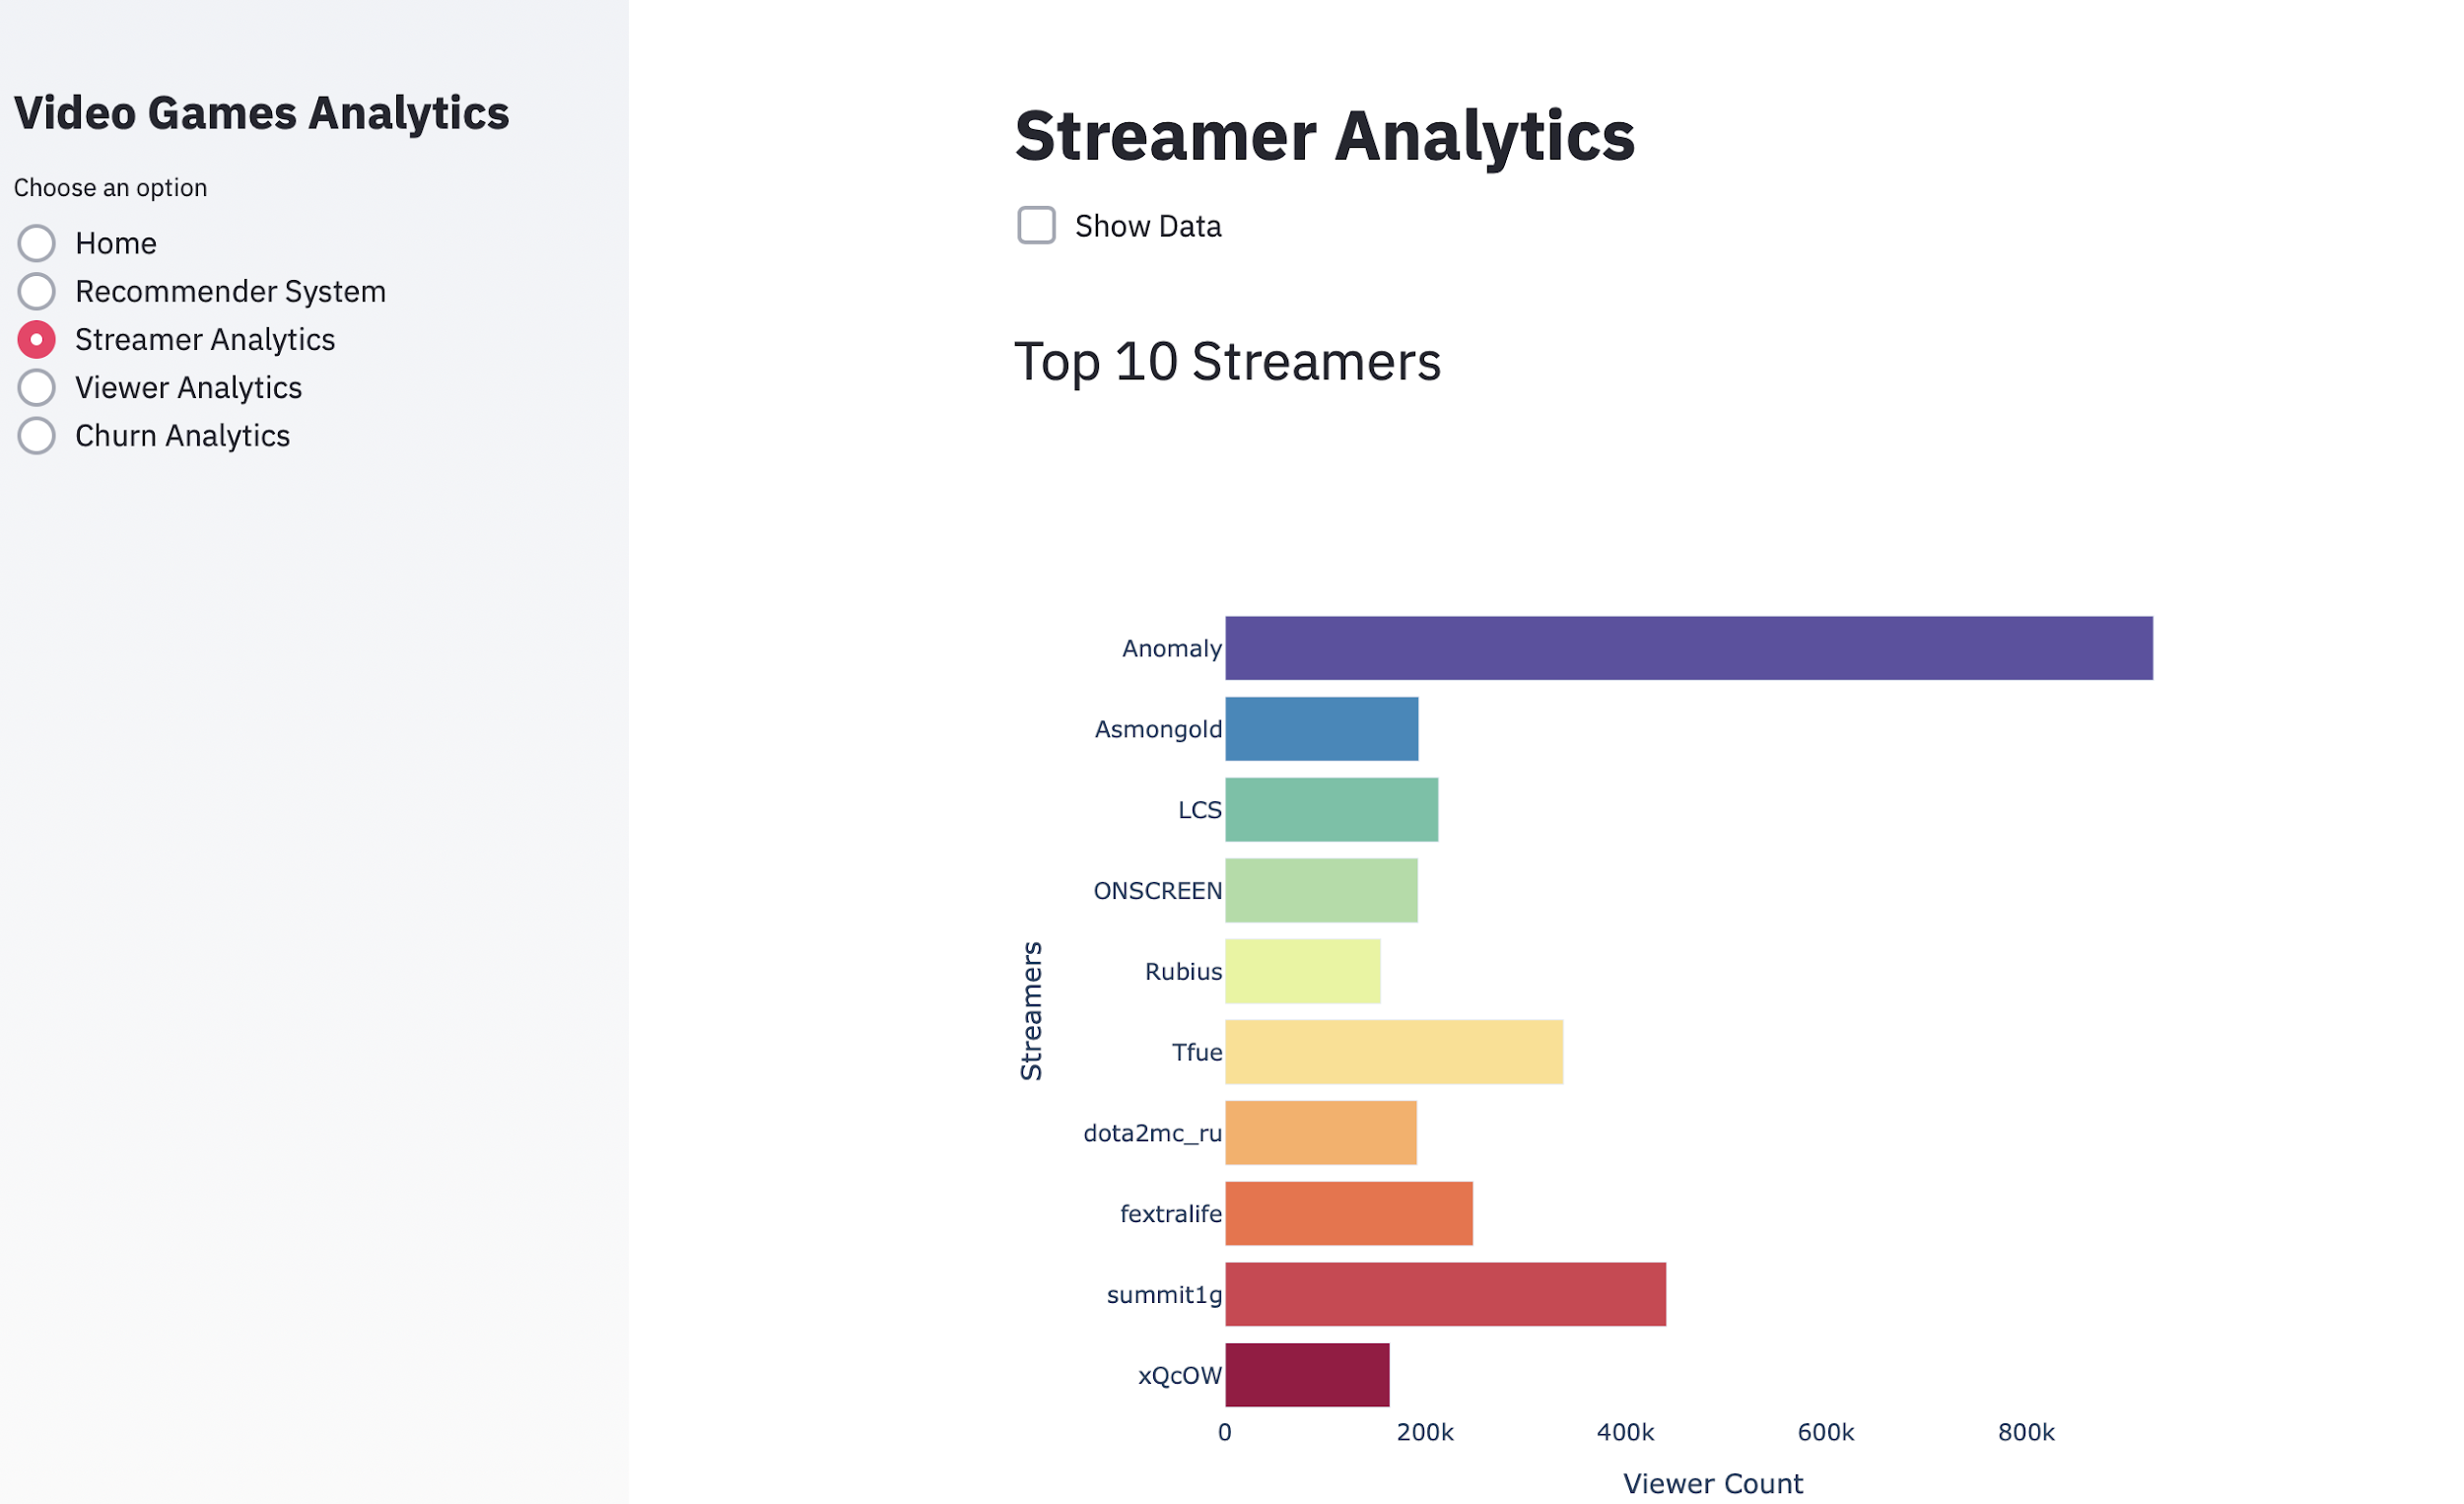 Video Games Analytics
Choose an option
Home
Recommender System
Streamer Analytics
Viewer Analytics
Churn Analytics
Streamer Analytics
Show Data
Top 10 Streamers
Streamers
Anomaly
Asmongold
LCS
ONSCREEN
Rubius
Tfue
dota2mc_ru
fextralife
summit1g
xQcOW
0 200k 400k 600k 800k
Viewer Count